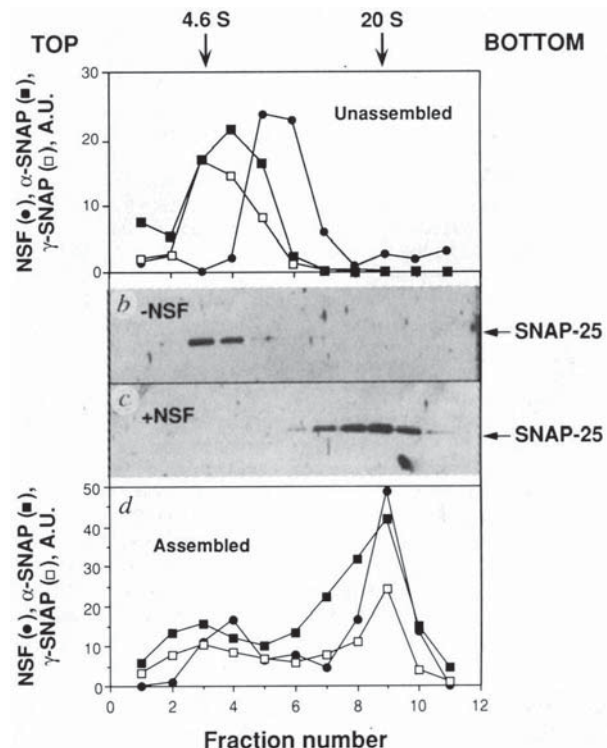 4.6 S 20 S
TOP BOTTOM
NSF (●), α-SNAP (■),
γ-SNAP (□), A.U.
30
20
10
0
Unassembled
b -NSF
SNAP-25
c +NSF
SNAP-25
NSF (●), α-SNAP (■),
γ-SNAP (□), A.U.
50
40
30
20
10
0
d
Assembled
0 2 4 6 8 10 12
Fraction number